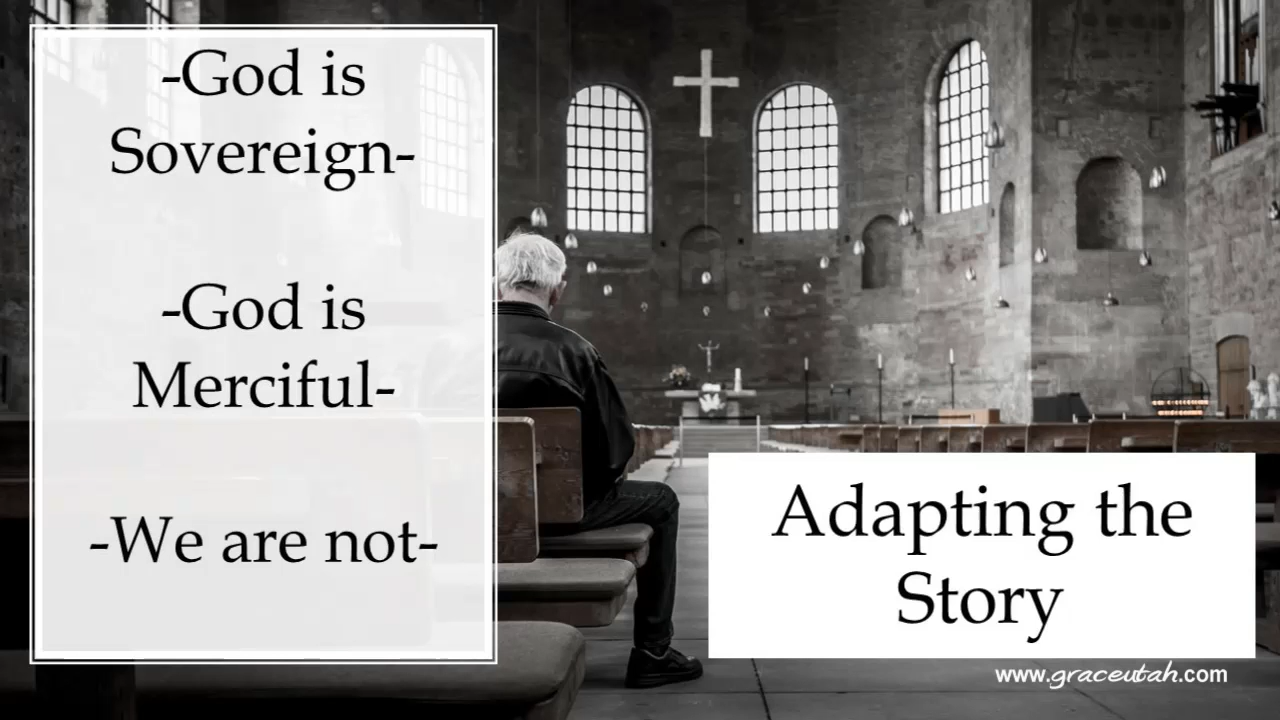 -God is
Sovereign-
-God is
Merciful-
-We are not-
Adapting the
Story
www.graceutah.com